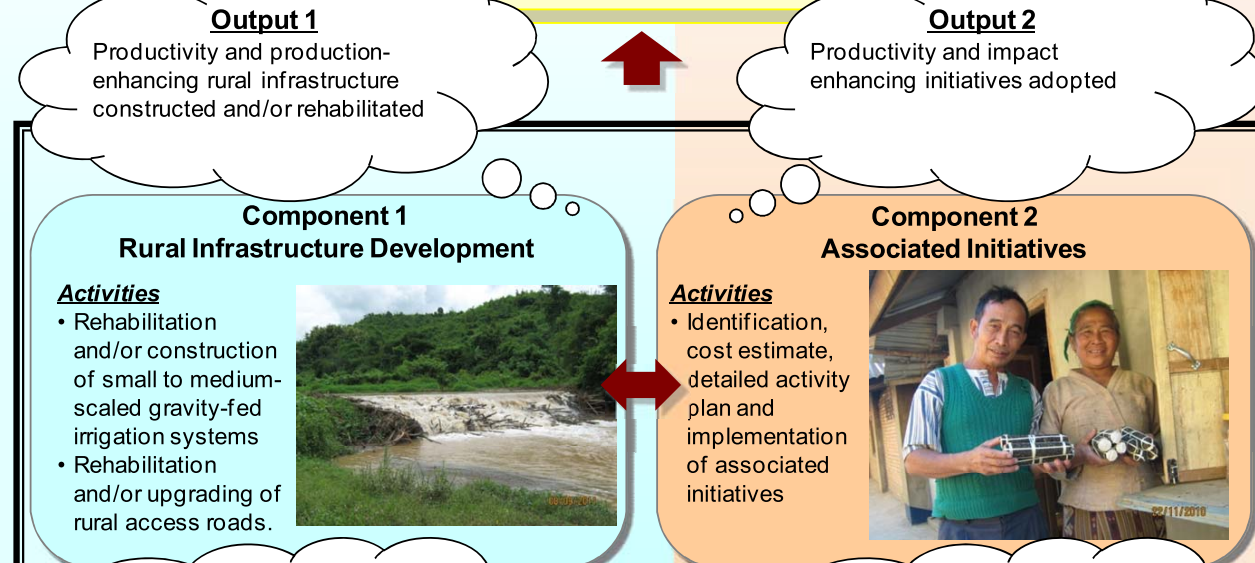 Output 1
Productivity and production-
enhancing rural infrastructure
constructed and/or rehabilitated
Output 2
Productivity and impact
enhancing initiatives adopted
Component 1
Rural Infrastructure Development
Activities
• Rehabilitation
and/or construction
of small to medium-
scaled gravity-fed
irrigation systems
• Rehabilitation
and/or upgrading of
rural access roads.
Component 2
Associated Initiatives
Activities
• Identification,
cost estimate,
detailed activity
plan and
implementation
of associated
initiatives
22/11/2010